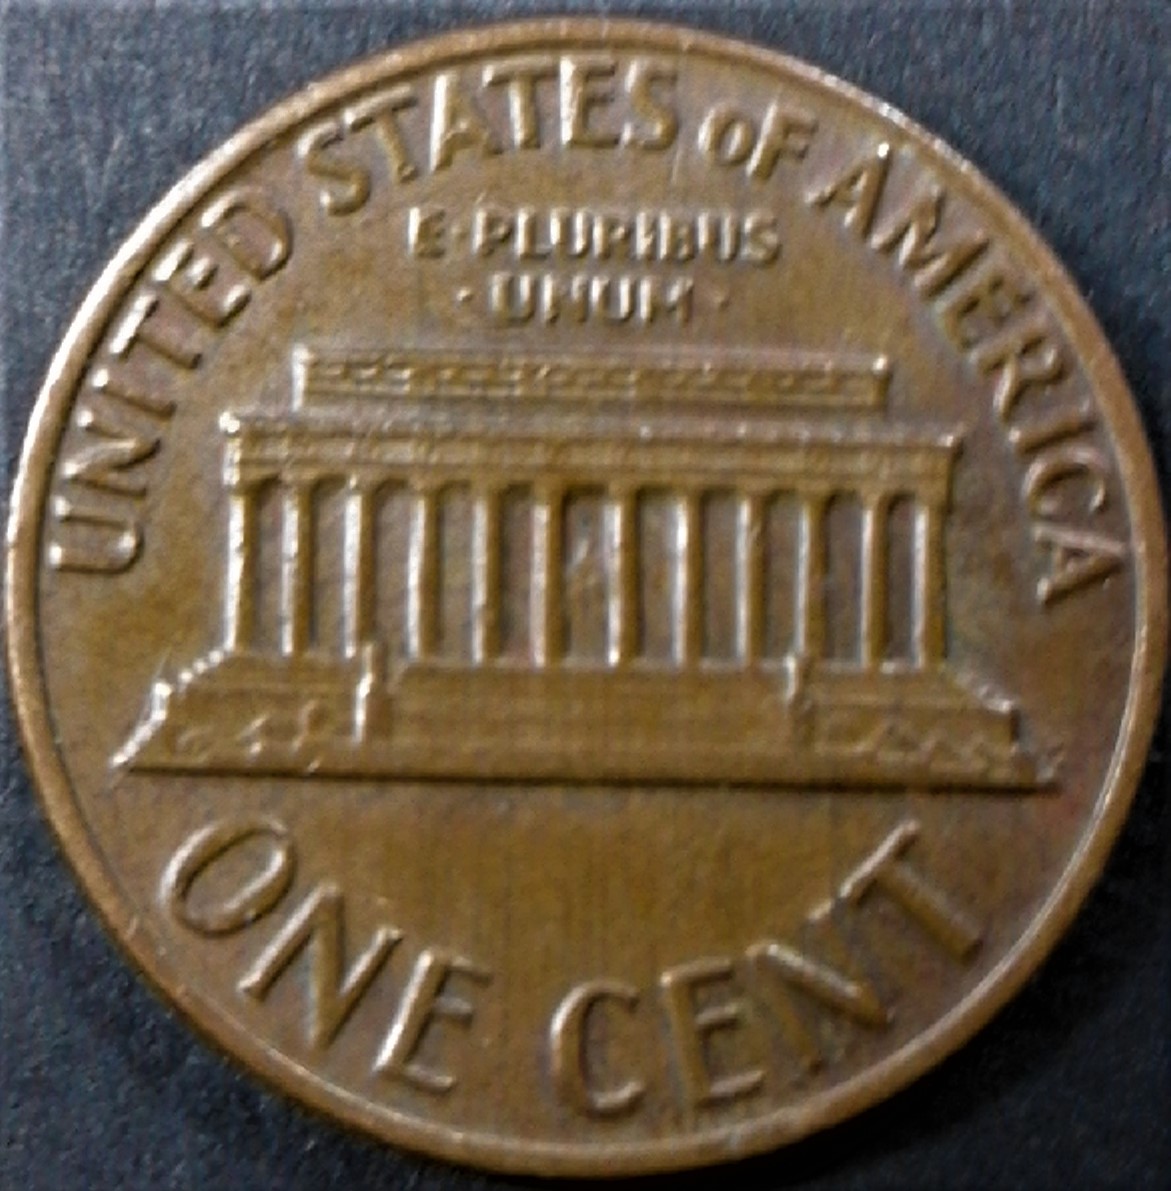 UNITED STATES OF AMERICA
E·PLURIBUS
·UNUM·
ONE CENT